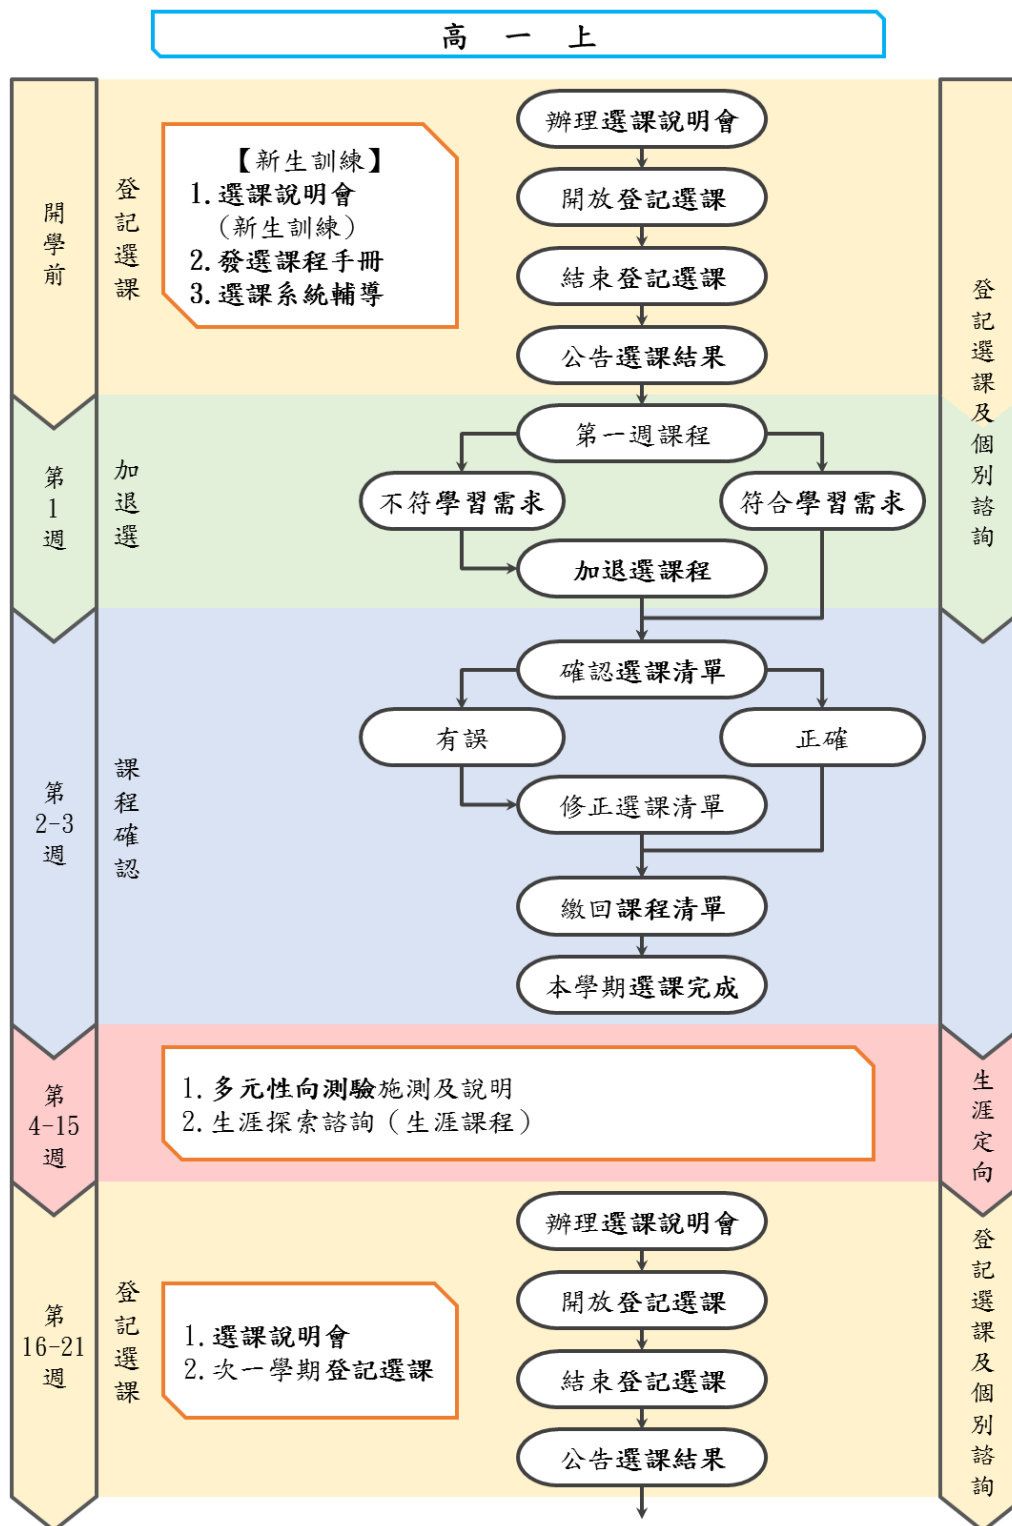 高一上
開學前
登記選課
【新生訓練】
1.選課說明會
(新生訓練)
2.發選課程手冊
3.選課系統輔導
辦理選課說明會
開放登記選課
結束登記選課
公告選課結果
登記選課及個別諮詢
第1週
加退選
第一週課程
不符學習需求
符合學習需求
加退選課程
第2-3週
課程確認
確認選課清單
有誤
正確
修正選課清單
繳回課程清單
本學期選課完成
第4-15週
1.多元性向測驗施測及說明
2.生涯探索諮詢(生涯課程)
生涯定向
第16-21週
登記選課
1.選課說明會
2.次一學期登記選課
辦理選課說明會
開放登記選課
結束登記選課
公告選課結果
登記選課及個別諮詢